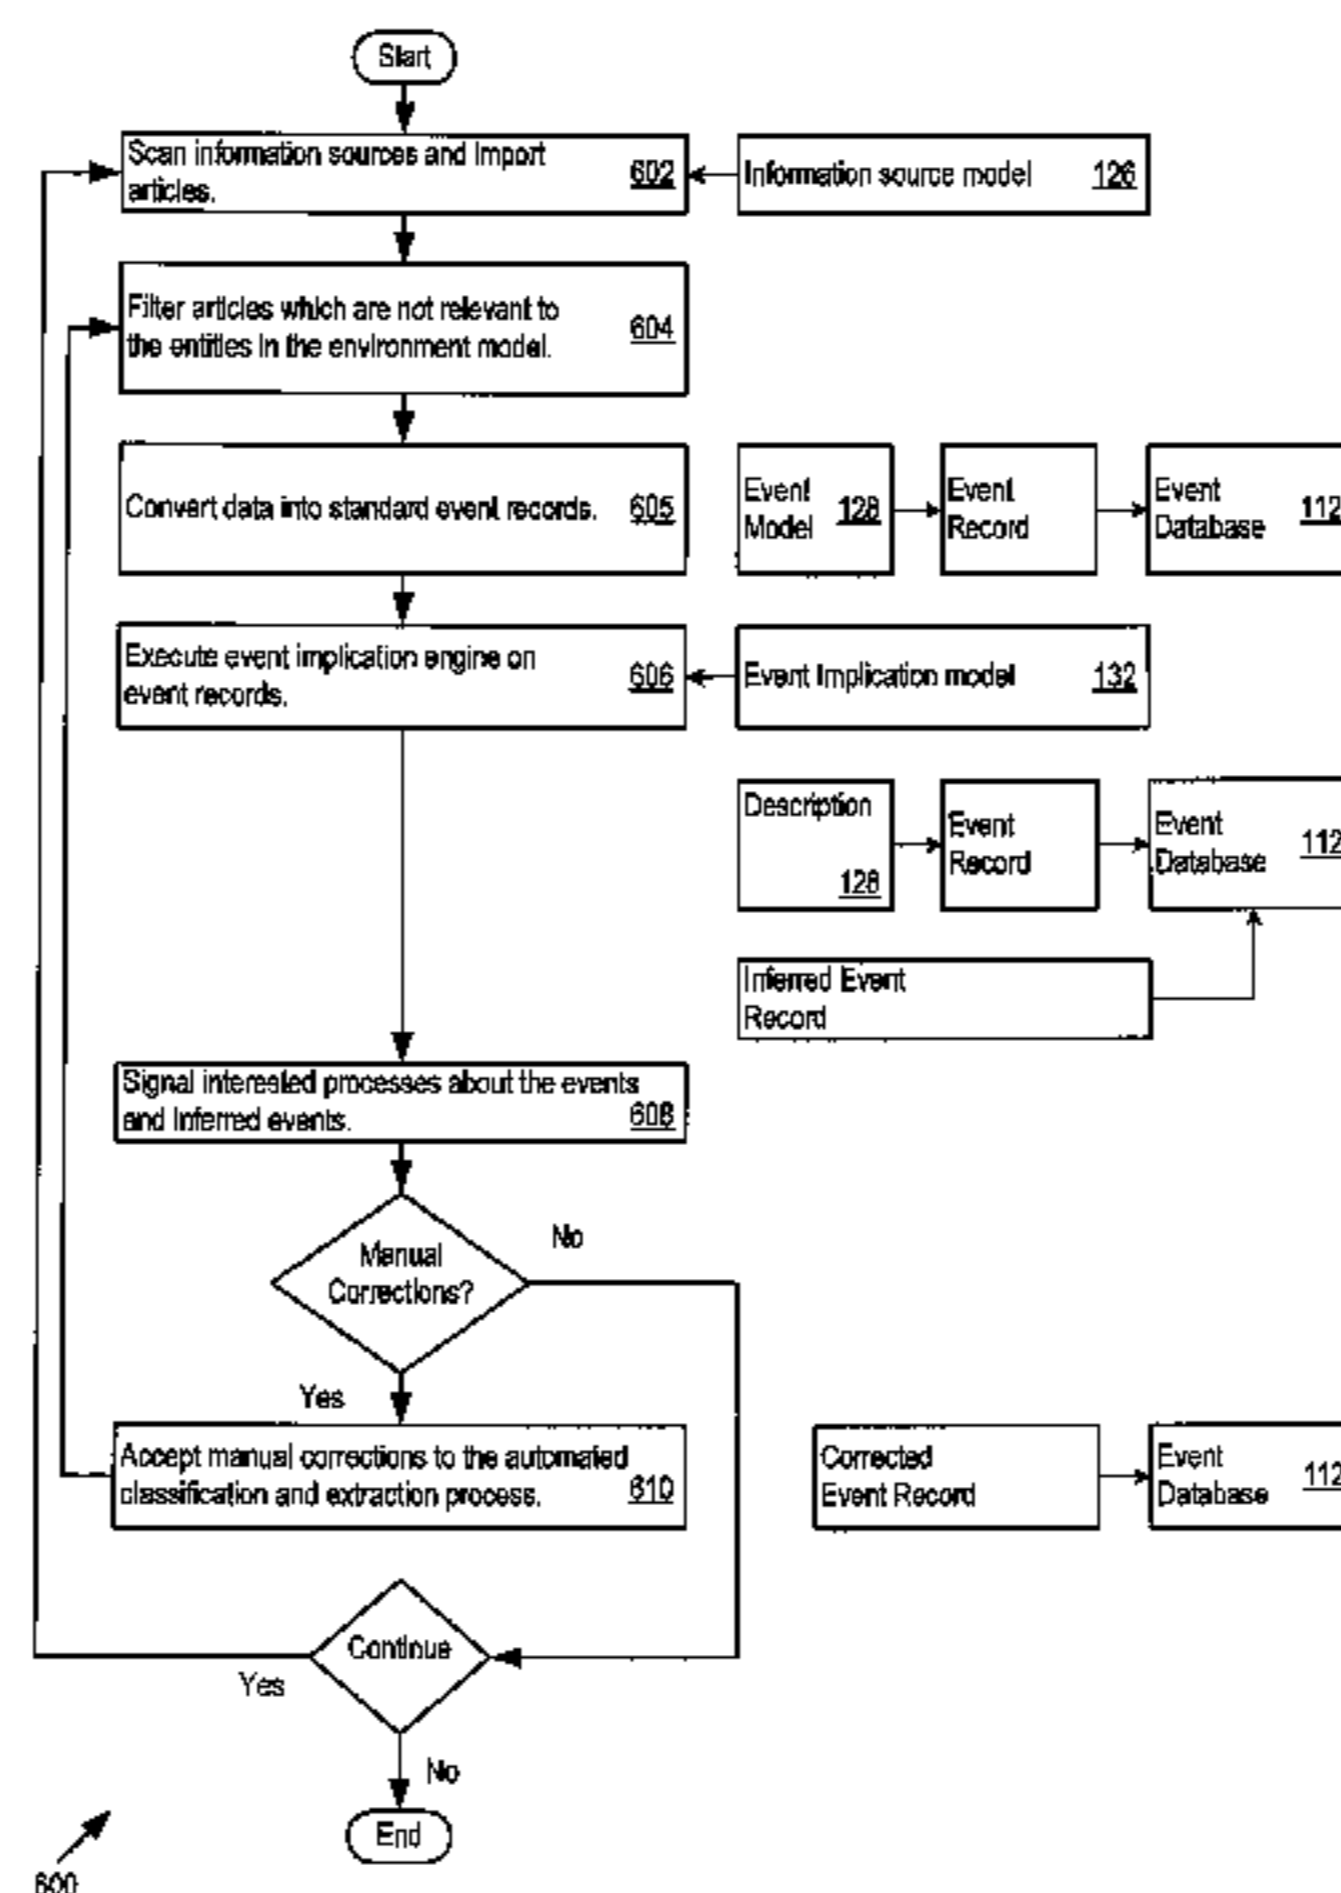 Start
Scan information sources and import
articles.
602
Information source model
126
Filter articles which are not relevant to
the entities in the environment model.
604
Convert data into standard event records.
605
Event
Model
128
Event
Record
Event
Database
112
Execute event implication engine on
event records.
606
Event Implication model
132
Description
128
Event
Record
Event
Database
112
Inferred Event
Record
Signal interested processes about the events
and Inferred events.
608
Manual
Corrections?
No
Yes
Accept manual corrections to the automated
classification and extraction process.
610
Corrected
Event Record
Event
Database
112
Continue
Yes
No
End
600